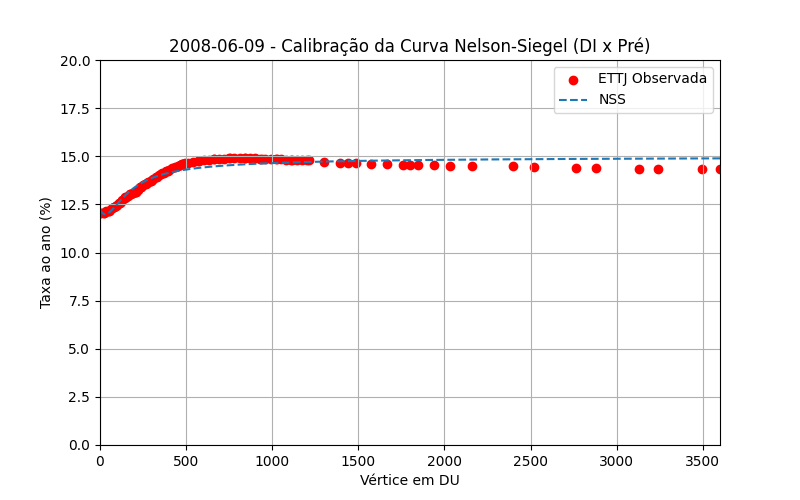 2008-06-09 - Calibração da Curva Nelson-Siegel (DI x Pré)
ETTJ Observada
NSS
Taxa ao ano (%)
20.0
17.5
15.0
12.5
10.0
7.5
5.0
2.5
0.0
0 500 1000 1500 2000 2500 3000 3500
Vértice em DU